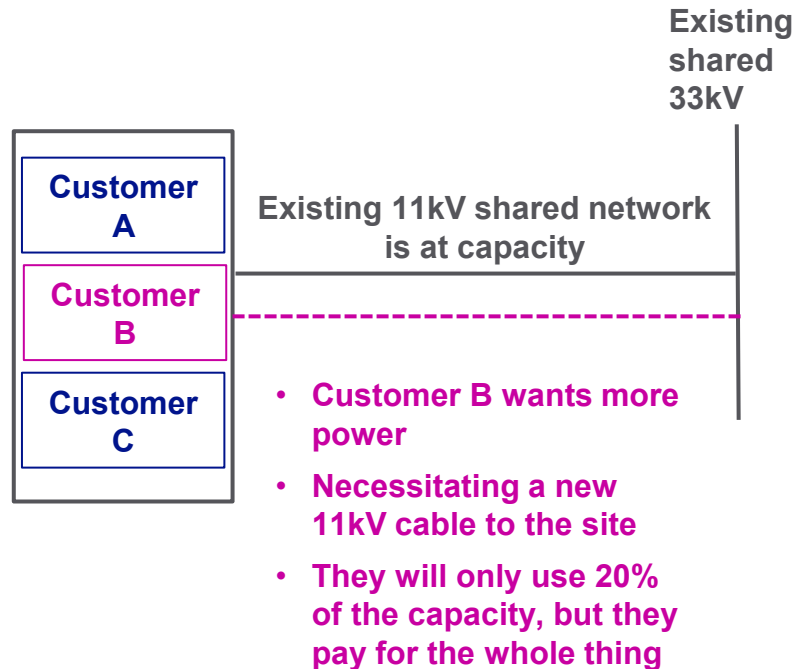 Existing
shared
33kV
Customer
A
Existing 11kV shared network
is at capacity
Customer
B
Customer
C
• Customer B wants more
power
• Necessitating a new
11kV cable to the site
• They will only use 20%
of the capacity, but they
pay for the whole thing